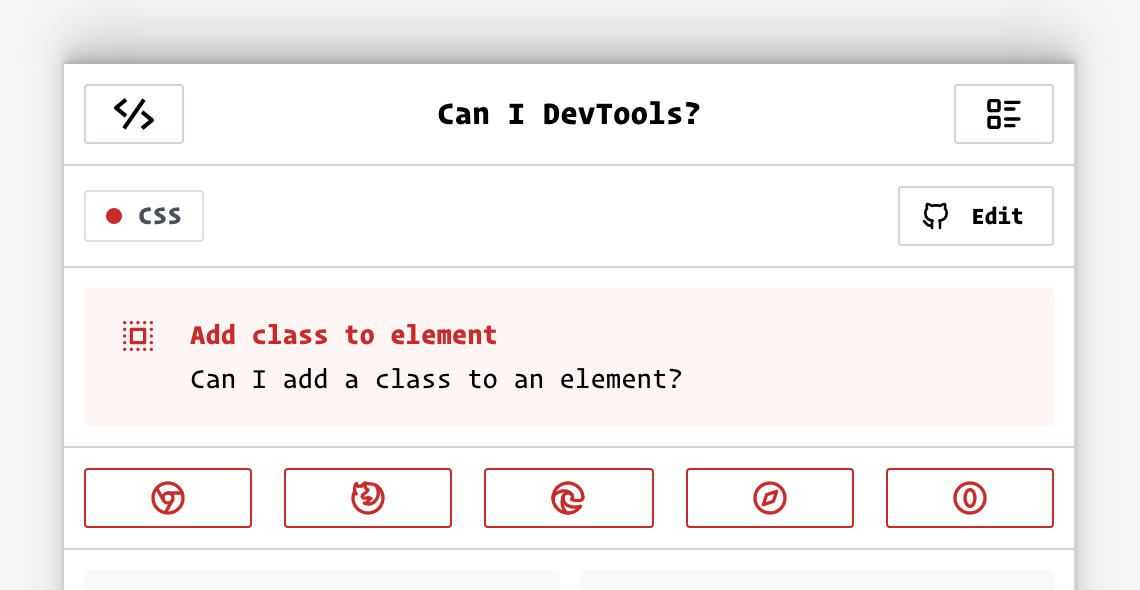 Can I DevTools?
CSS
Edit
Add class to element
Can I add a class to an element?